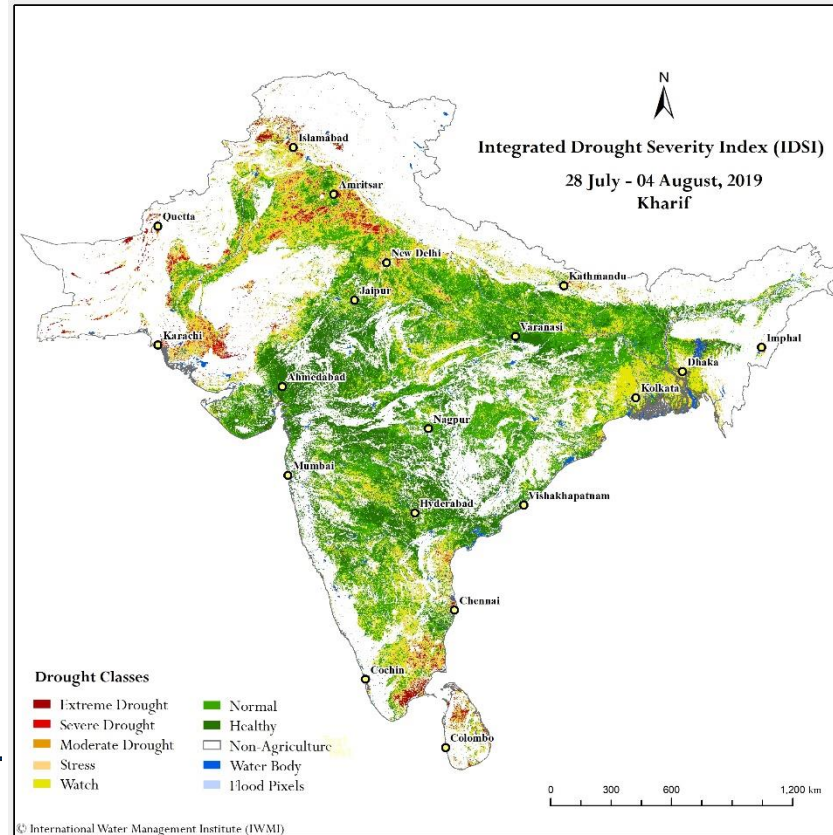 N
Integrated Drought Severity Index (IDSI)
28 July - 04 August, 2019
Kharif
Islamabad
Amritsar
Quetta
New Delhi
Kathmandu
Jaipur
Varanasi
Karachi
Imphal
Dhaka
Ahmedabad
Kolkata
Nagpur
Mumbai
Vishakhapatnam
Hyderabad
Chennai
Cochin
Colombo
Drought Classes
Extreme Drought
Severe Drought
Moderate Drought
Stress
Watch
Normal
Healthy
Non-Agriculture
Water Body
Flood Pixels
0 300 600 1,200 km
© International Water Management Institute (IWMI)